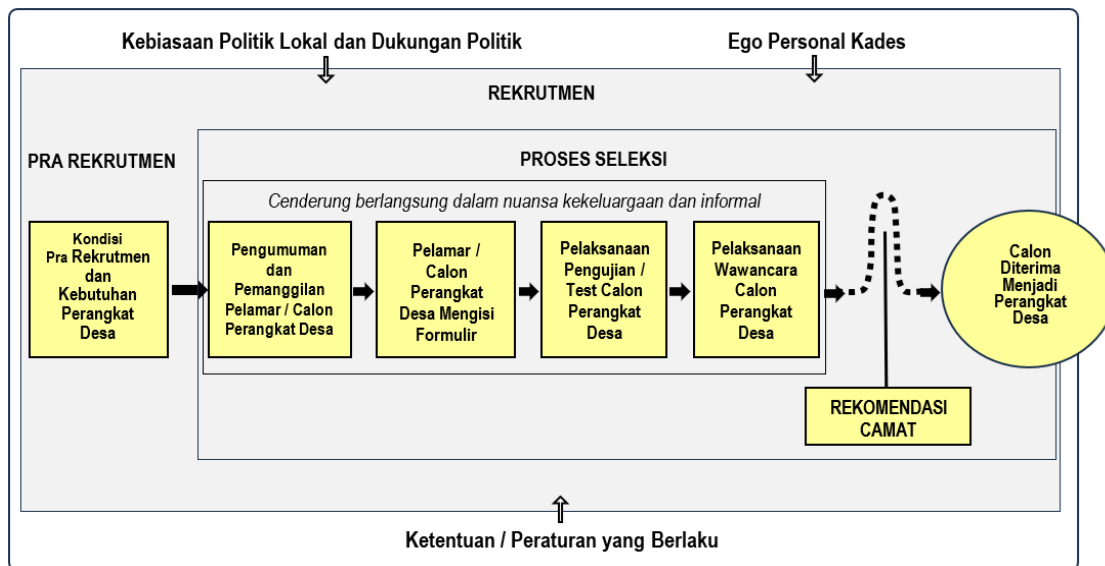 Kebiasaan Politik Lokal dan Dukungan Politik
Ego Personal Kades
REKRUTMEN
PRA REKRUTMEN
PROSES SELEKSI
Cenderung berlangsung dalam nuansa kekeluargaan dan informal
Kondisi
Pra Rekrutmen
dan
Kebutuhan
Perangkat
Desa
Pengumuman
dan
Pemanggilan
Pelamar / Calon
Perangkat Desa
Pelamar /
Calon
Perangkat
Desa Mengisi
Formulir
Pelaksanaan
Pengujian /
Test Calon
Perangkat
Desa
Pelaksanaan
Wawancara
Calon
Perangkat
Desa
Calon
Diterima
Menjadi
Perangkat
Desa
REKOMENDASI
CAMAT
Ketentuan / Peraturan yang Berlaku